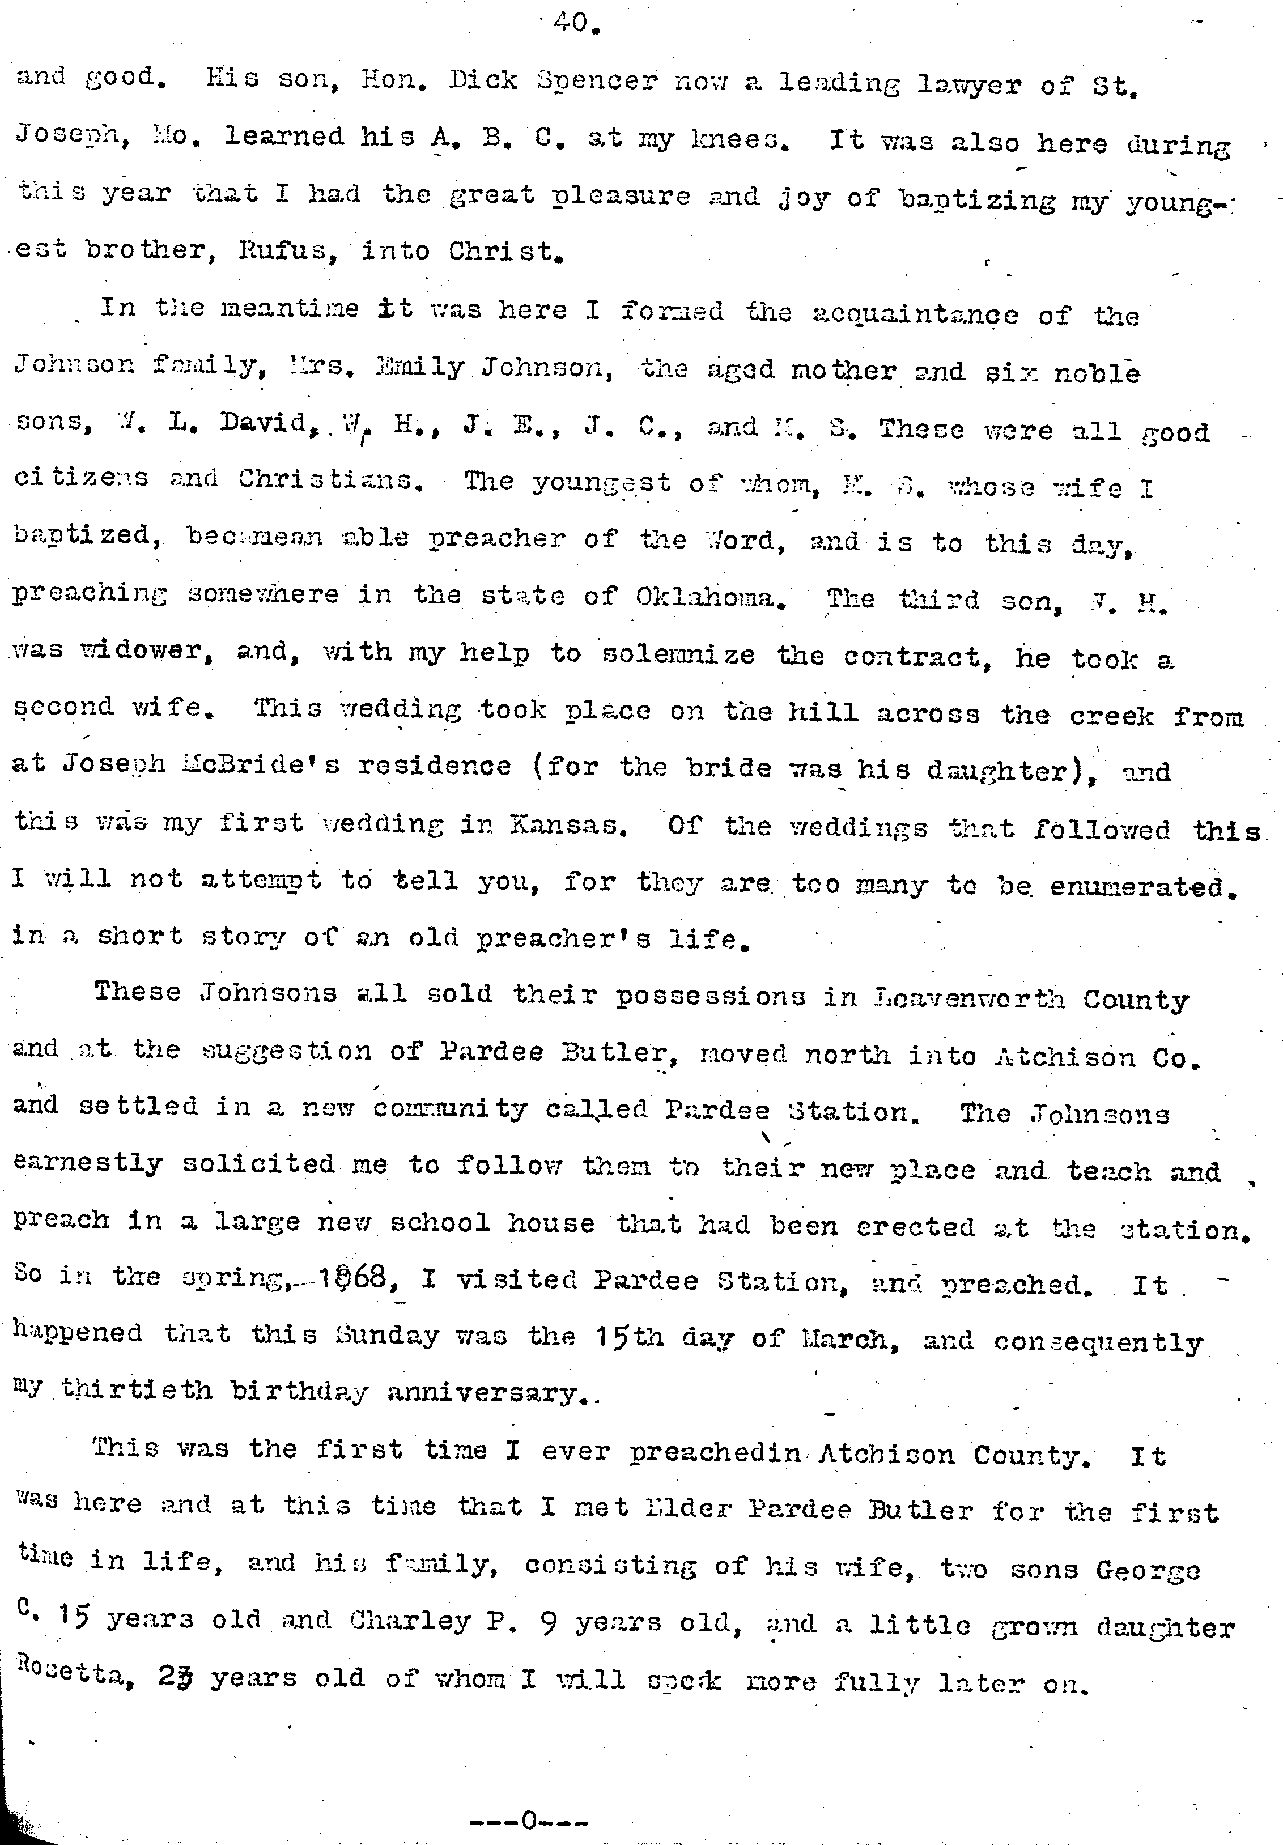 40.
and good. His son, Hon. Dick Spencer now a leading lawyer of St.
Joseph, Mo. learned his A. B. C. at my knees. It was also here during
this year that I had the great pleasure and joy of baptizing my young-
est brother, Rufus, into Christ.
In the meantime it was here I formed the acquaintance of the
Johnson family, Mrs. Emily Johnson, the aged mother and six noble
sons, W. L. David, W. H., J. E., J. C., and M. S. These were all good
citizens and Christians. The youngest of whom, M. S. whose wife I
baptized, becamean able preacher of the Word, and is to this day,
preaching somewhere in the state of Oklahoma. The third son, W. H.
was widower, and, with my help to solemnize the contract, he took a
second wife. This wedding took place on the hill across the creek from
at Joseph McBride's residence (for the bride was his daughter), and
this was my first wedding in Kansas. Of the weddings that followed this
I will not attempt to tell you, for they are too many to be enumerated.
in a short story of an old preacher's life.
These Johnsons all sold their possessions in Leavenworth County
and at the suggestion of Pardee Butler, moved north into Atchison Co.
and settled in a new community called Pardee Station. The Johnsons
earnestly solicited me to follow them to their new place and teach and
preach in a large new school house that had been erected at the station.
So in the spring, 1868, I visited Pardee Station, and preached. It
happened that this Sunday was the 15th day of March, and consequently
my thirtieth birthday anniversary.
This was the first time I ever preachedin Atchison County. It
was here and at this time that I met Elder Pardee Butler for the first
time in life, and his family, consisting of his wife, two sons George
C. 15 years old and Charley P. 9 years old, and a little grown daughter
Rosetta, 23 years old of whom I will speak more fully later on.
---0---